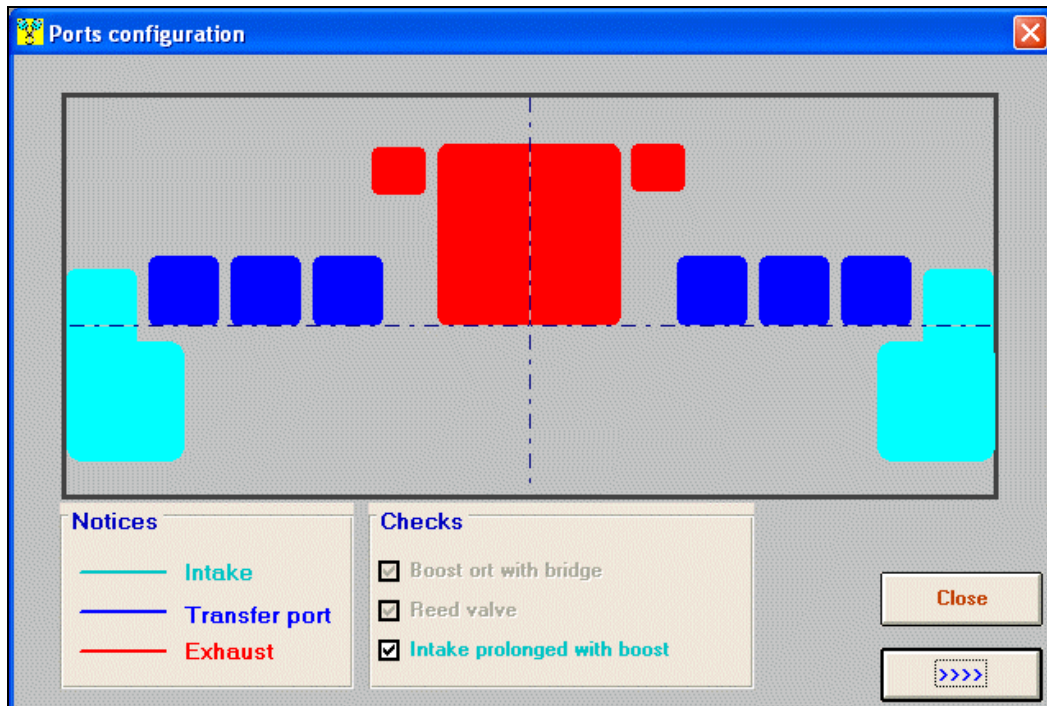 Ports configuration
Notices
Intake
Transfer port
Exhaust
Checks
Boost ort with bridge
Reed valve
Intake prolonged with boost
Close
>>>>